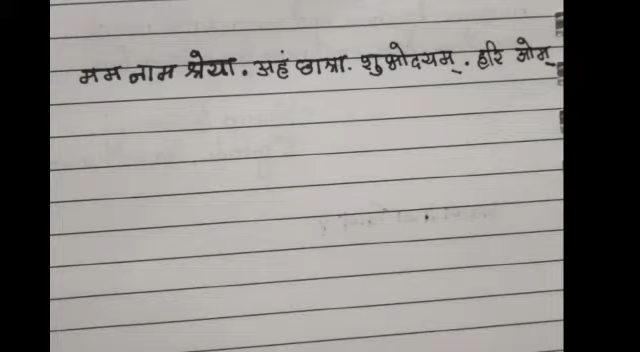 मम नाम श्रेया. अहं छात्रा. शुभोदयम्. हरि ओम्